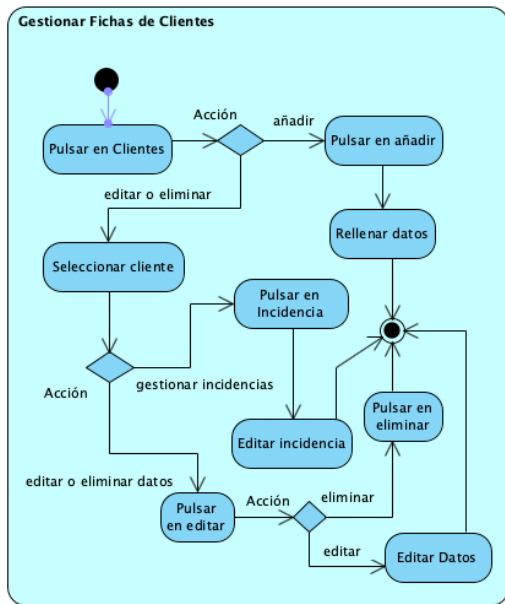 Gestionar Fichas de Clientes
Acción
añadir
Pulsar en Clientes
Pulsar en añadir
editar o eliminar
Rellenar datos
Seleccionar cliente
Pulsar en
Incidencia
Acción
gestionar incidencias
Pulsar en
eliminar
Editar incidencia
editar o eliminar datos
Pulsar
en editar
Acción
eliminar
editar
Editar Datos